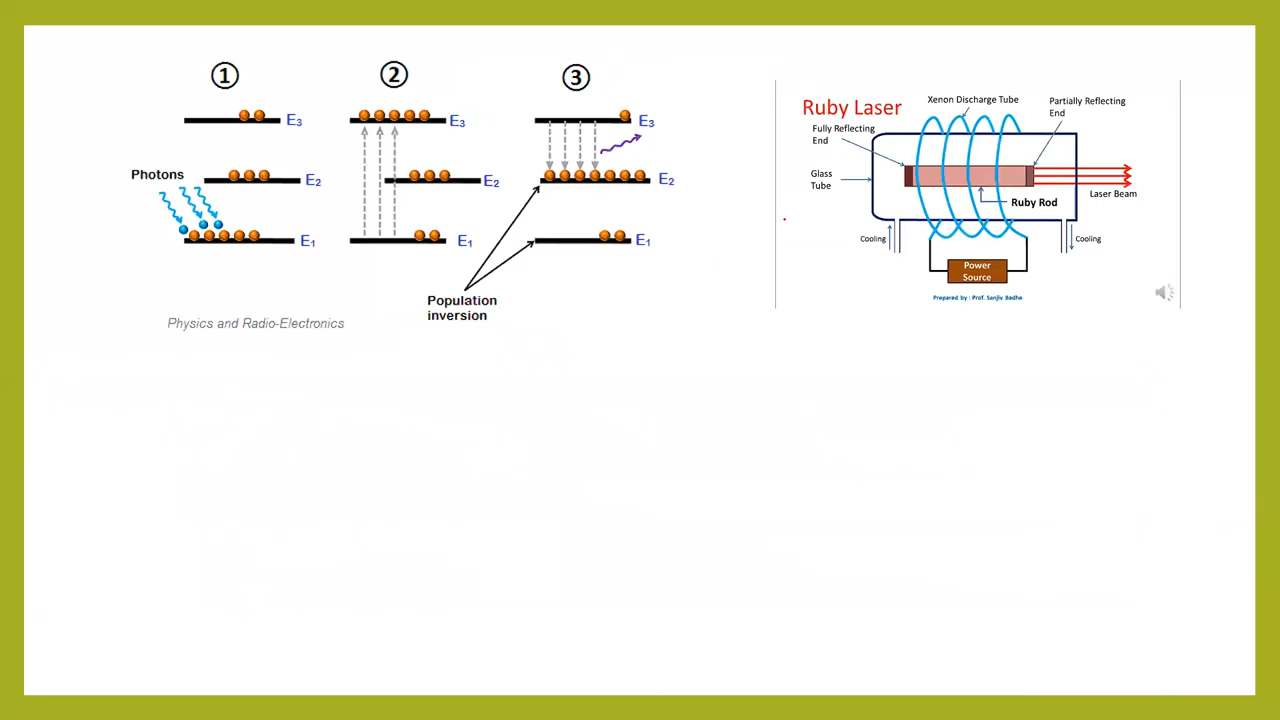 ①
②
③
E3
E3
E3
Photons
E2
E2
E2
E1
E1
E1
Population
inversion
Physics and Radio-Electronics
Ruby Laser
Xenon Discharge Tube
Partially Reflecting
End
Fully Reflecting
End
Glass
Tube
Laser Beam
Ruby Rod
Cooling
Cooling
Power
Source
Prepared by : Prof. Sanjiv Badhe